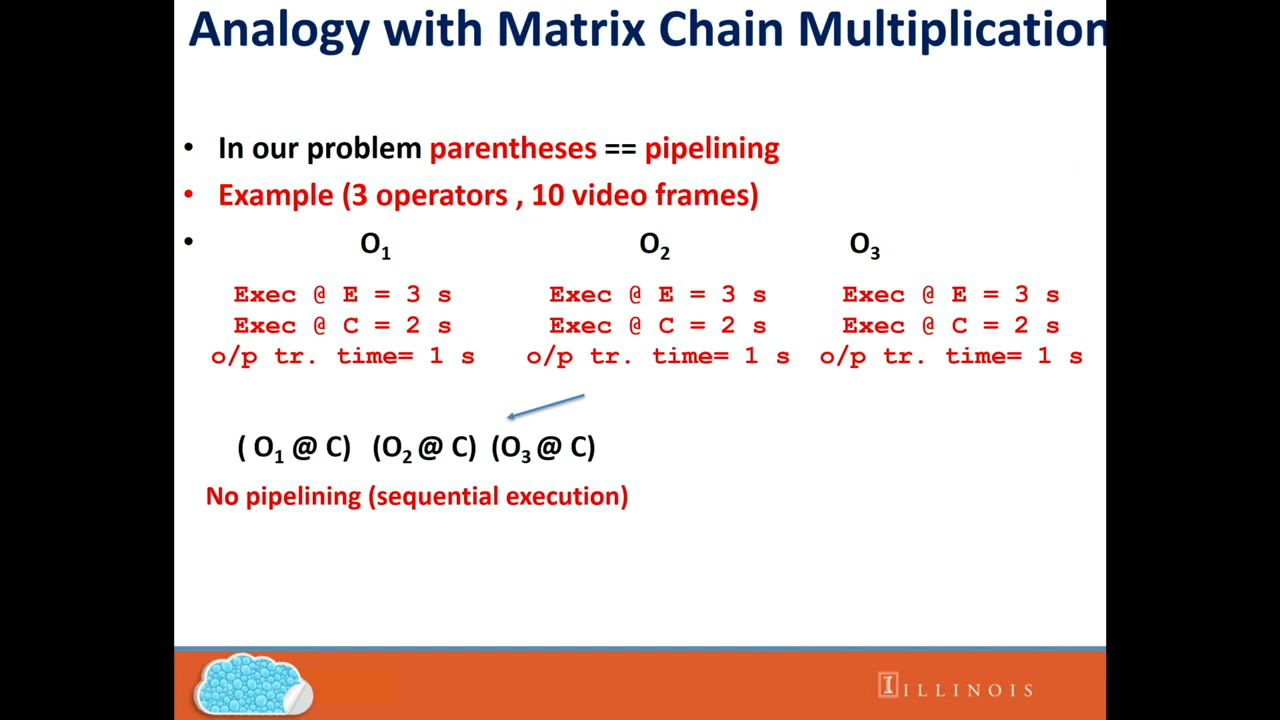 Analogy with Matrix Chain Multiplication
• In our problem parentheses == pipelining
• Example (3 operators , 10 video frames)
• O1 O2 O3
Exec @ E = 3 s Exec @ E = 3 s Exec @ E = 3 s
Exec @ C = 2 s Exec @ C = 2 s Exec @ C = 2 s
o/p tr. time= 1 s o/p tr. time= 1 s o/p tr. time= 1 s
( O1 @ C) (O2 @ C) (O3 @ C)
No pipelining (sequential execution)
ILLINOIS